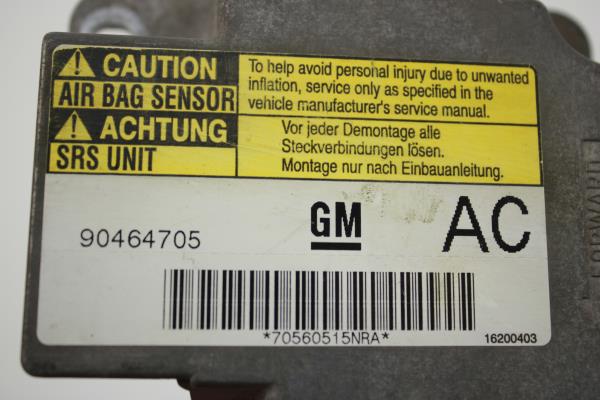 CAUTION
AIR BAG SENSOR
To help avoid personal injury due to unwanted
inflation, service only as specified in the
vehicle manufacturer's service manual.
ACHTUNG
SRS UNIT
Vor jeder Demontage alle
Steckverbindungen lösen.
Montage nur nach Einbauanleitung.
90464705
GM
AC
*70560515NRA*
16200403
FORWARD